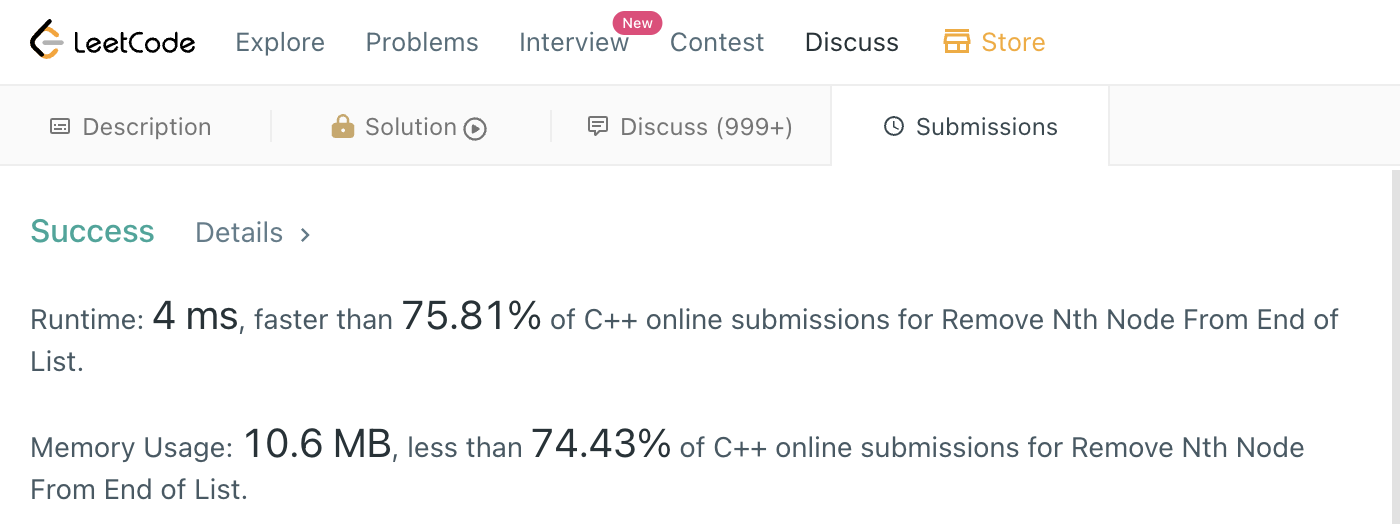 LeetCode Explore Problems Interview New Contest Discuss Store
Description Solution Discuss (999+) Submissions
Success Details >
Runtime: 4 ms, faster than 75.81% of C++ online submissions for Remove Nth Node From End of
List.
Memory Usage: 10.6 MB, less than 74.43% of C++ online submissions for Remove Nth Node
From End of List.